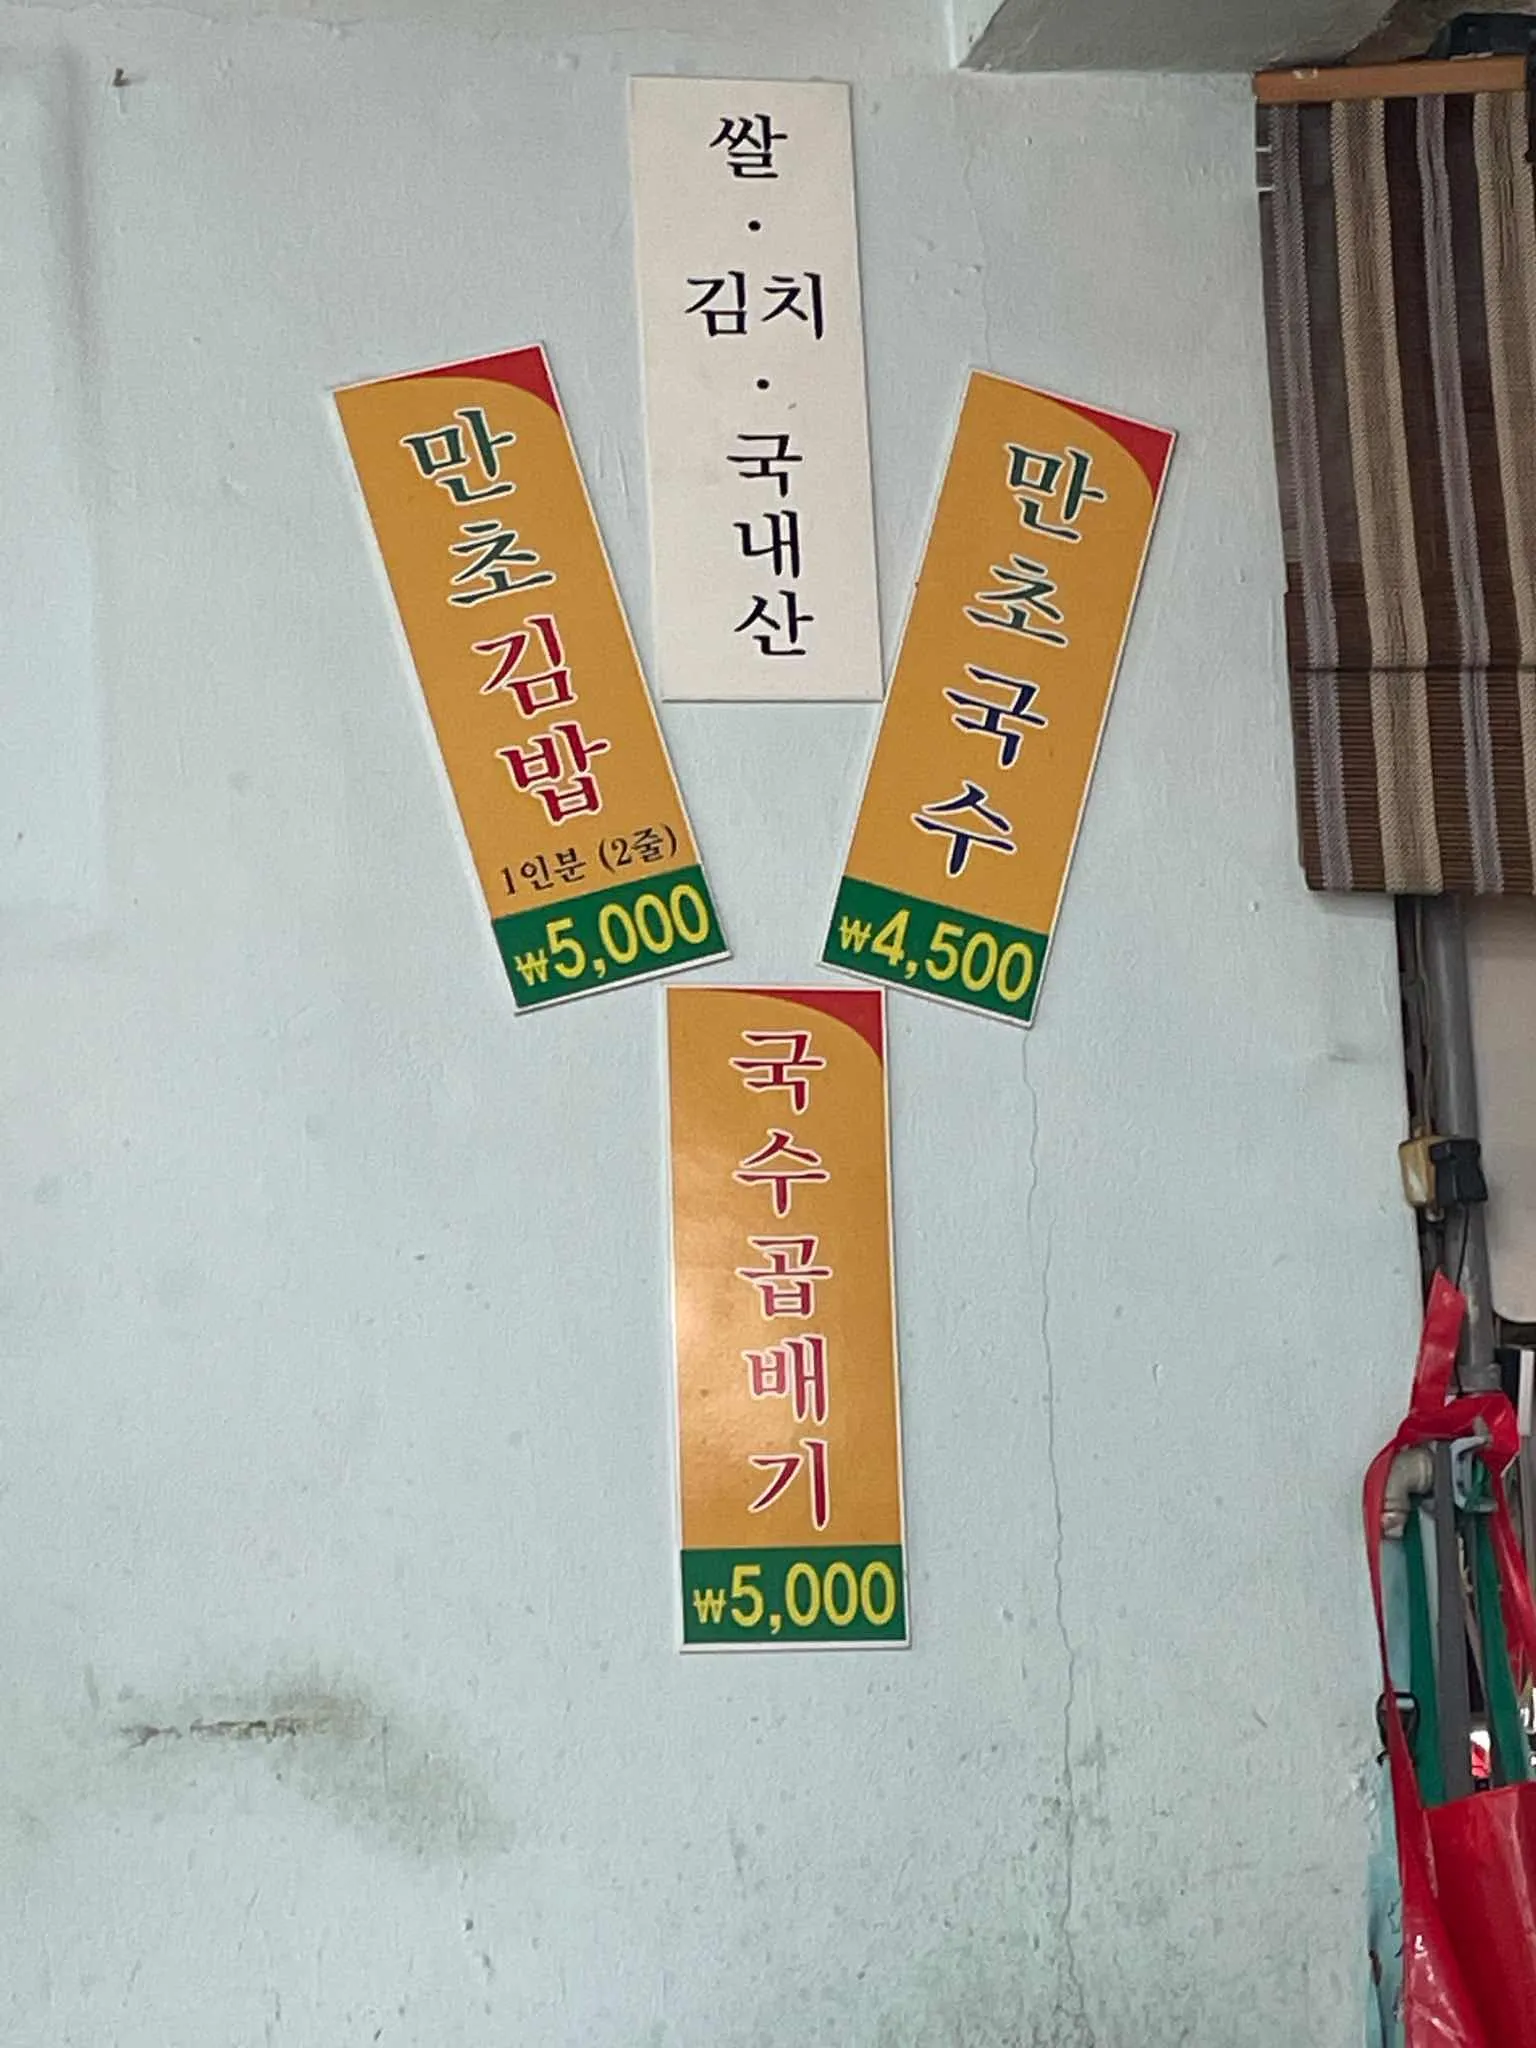 쌀
·
김치
·
국내산
만초김밥
1인분 (2줄)
₩5,000
만초국수
₩4,500
국수곱배기
₩5,000